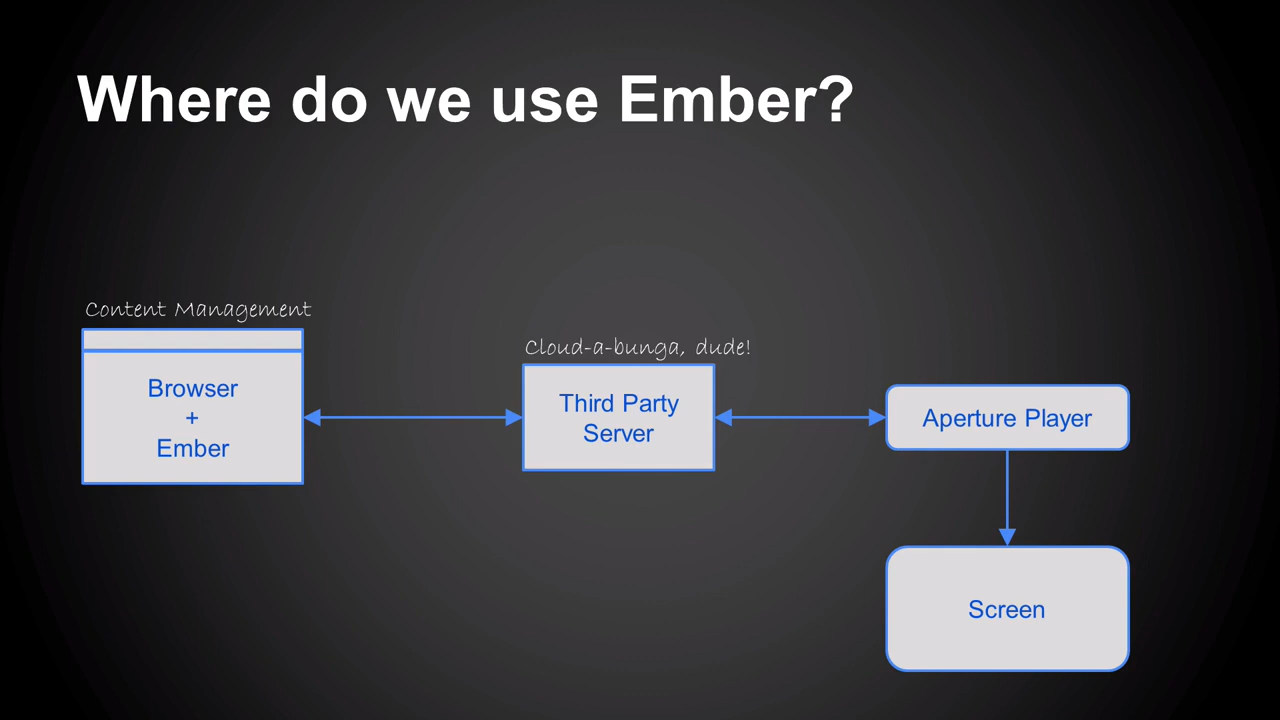 Where do we use Ember?
Content Management
Browser
+
Ember
Cloud-a-bunga, dude!
Third Party
Server
Aperture Player
Screen